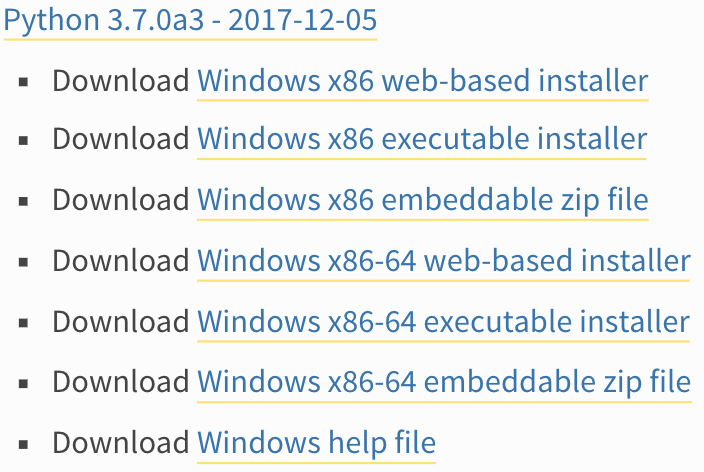 Python 3.7.0a3 - 2017-12-05
Download Windows x86 web-based installer
Download Windows x86 executable installer
Download Windows x86 embeddable zip file
Download Windows x86-64 web-based installer
Download Windows x86-64 executable installer
Download Windows x86-64 embeddable zip file
Download Windows help file